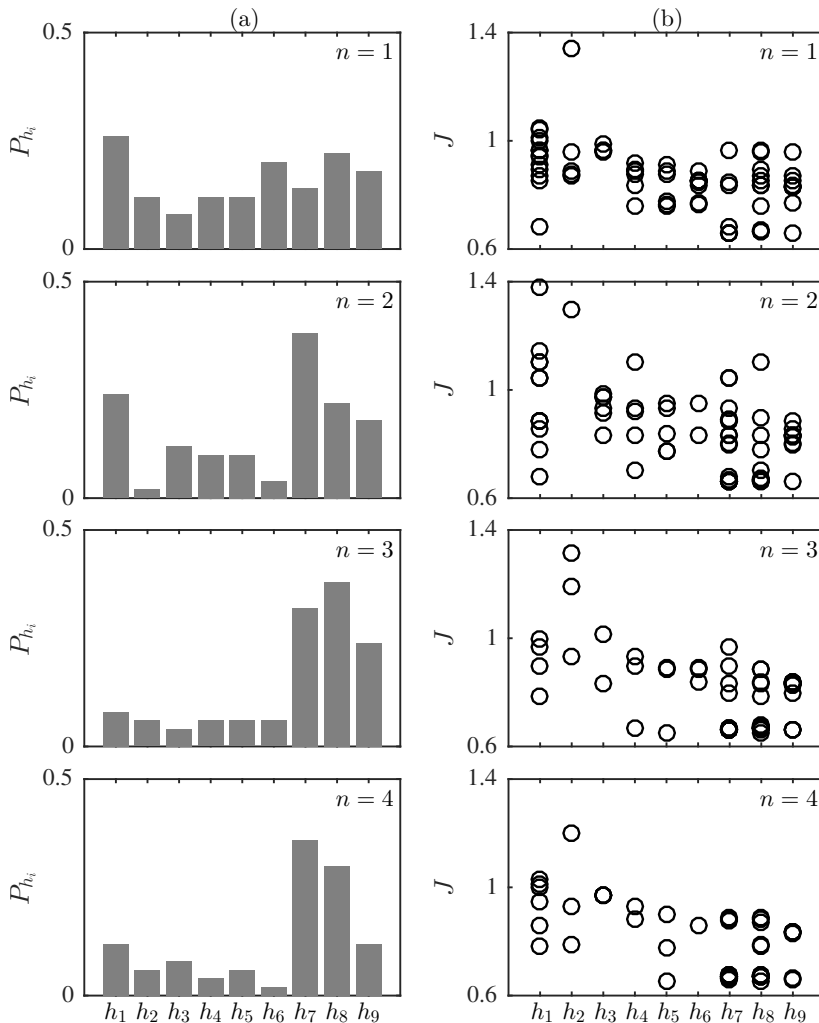 (a) (b)
0.5 n = 1 1.4 n = 1
P_{h_i} J 1
0 0.6
0.5 n = 2 1.4 n = 2
P_{h_i} J 1
0 0.6
0.5 n = 3 1.4 n = 3
P_{h_i} J 1
0 0.6
0.5 n = 4 1.4 n = 4
P_{h_i} J 1
0 0.6
h_1 h_2 h_3 h_4 h_5 h_6 h_7 h_8 h_9 h_1 h_2 h_3 h_4 h_5 h_6 h_7 h_8 h_9